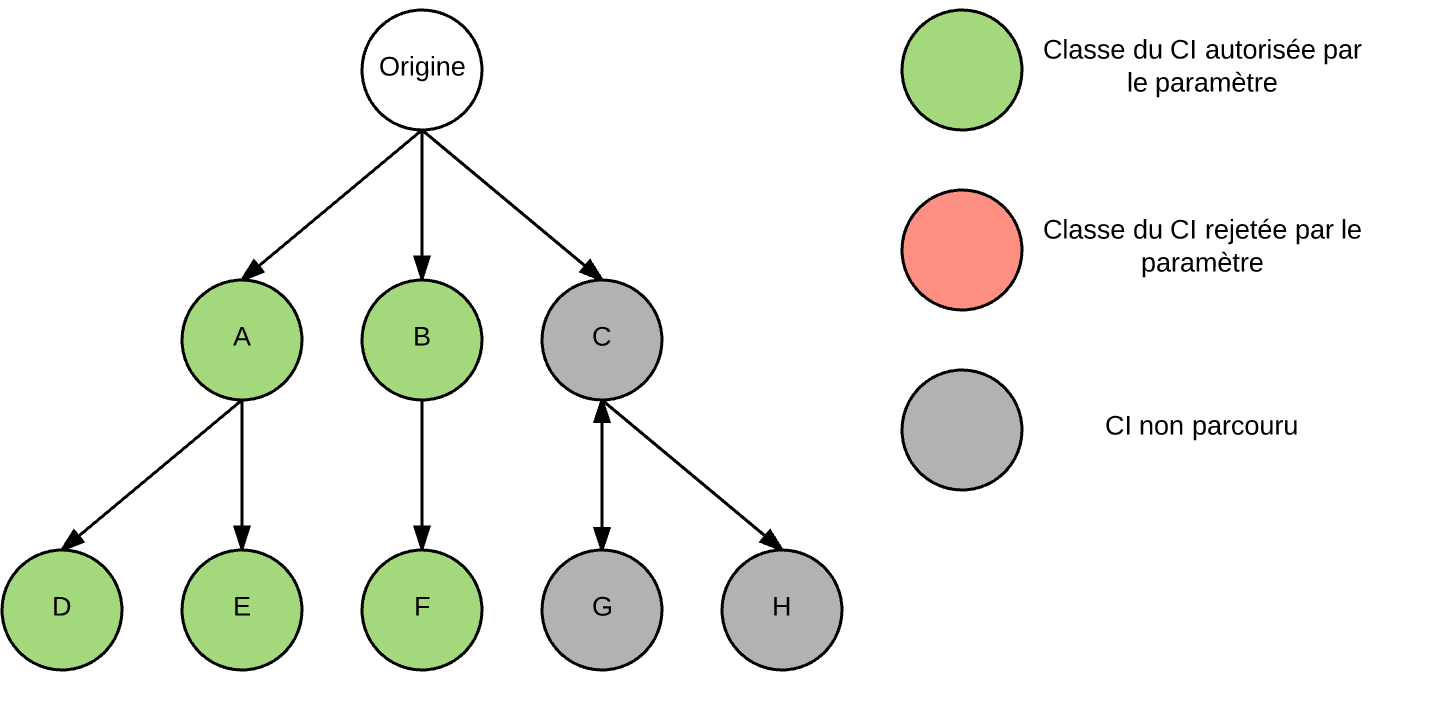 Origine
Classe du CI autorisée par
le paramètre
Classe du CI rejetée par le
paramètre
A
B
C
CI non parcouru
D
E
F
G
H